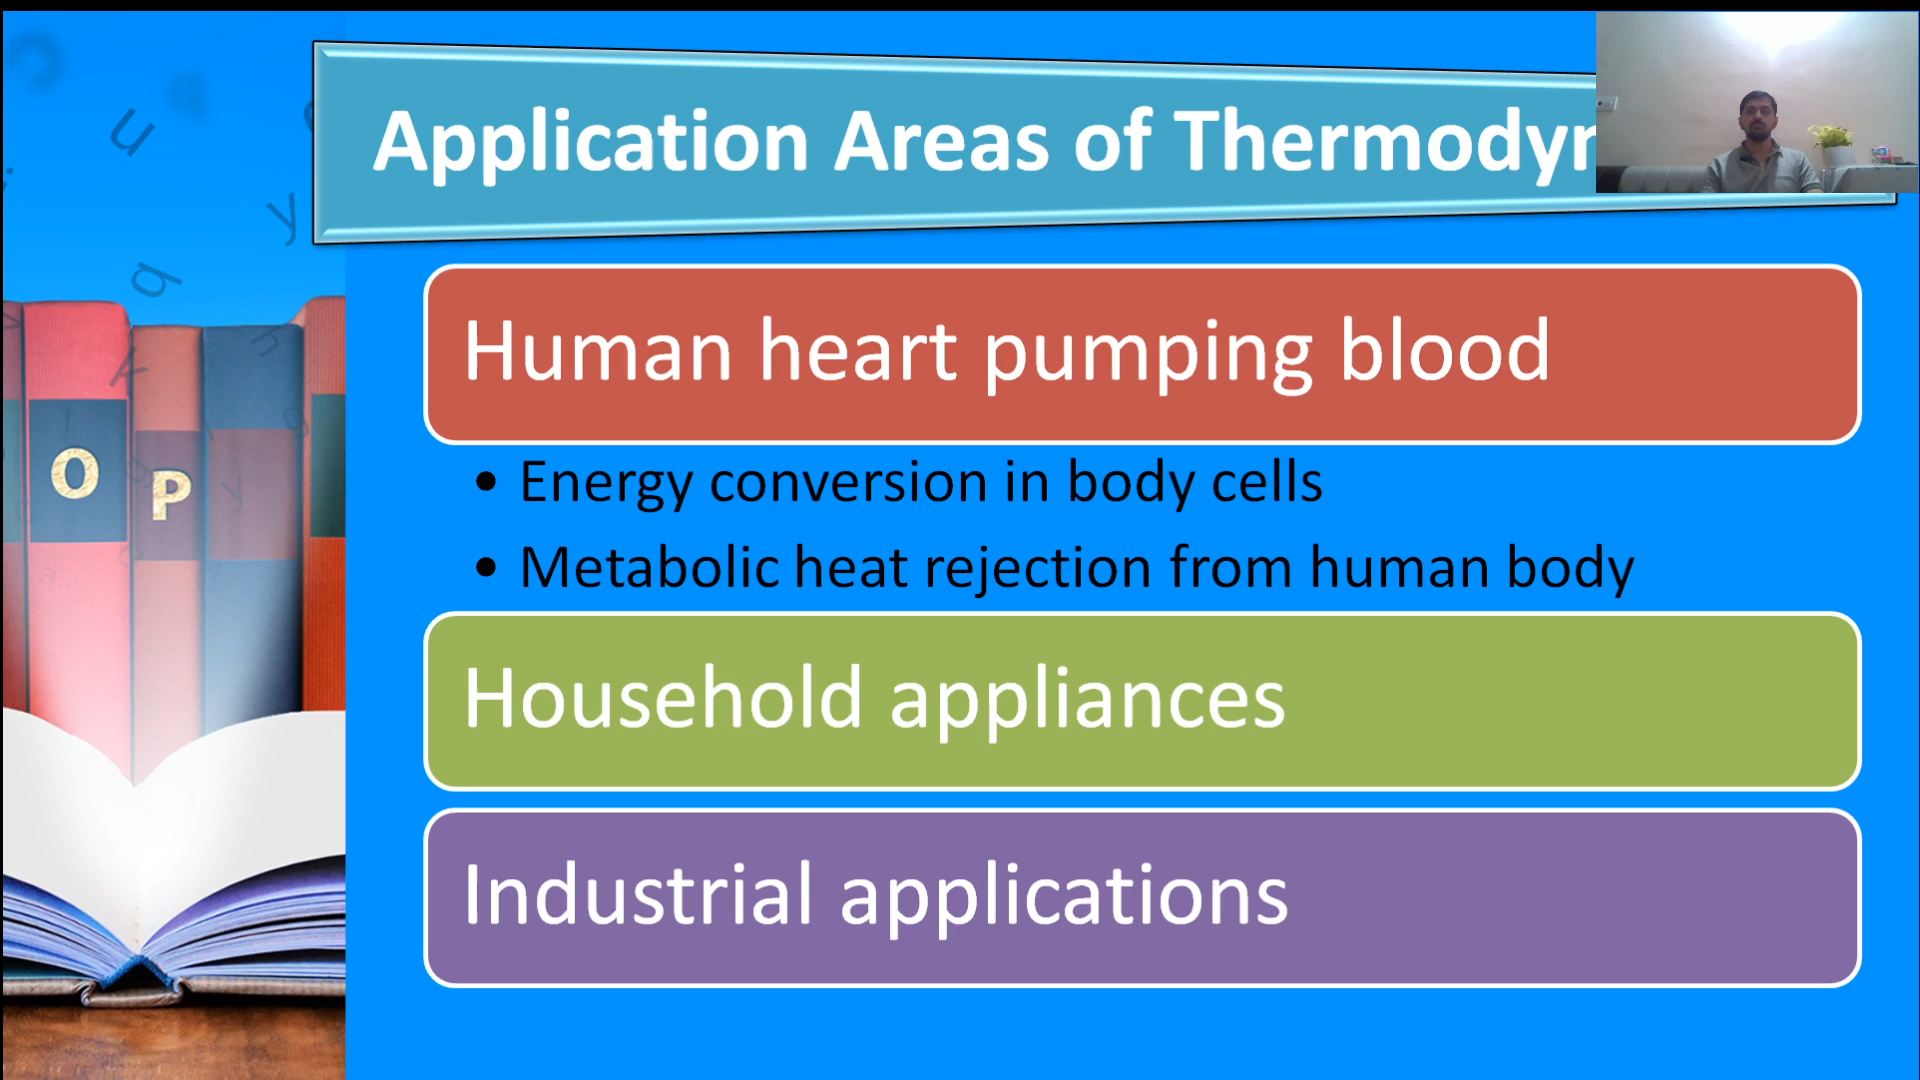 Application Areas of Thermodyn
Human heart pumping blood
• Energy conversion in body cells
• Metabolic heat rejection from human body
Household appliances
Industrial applications
O
P
u
y
q